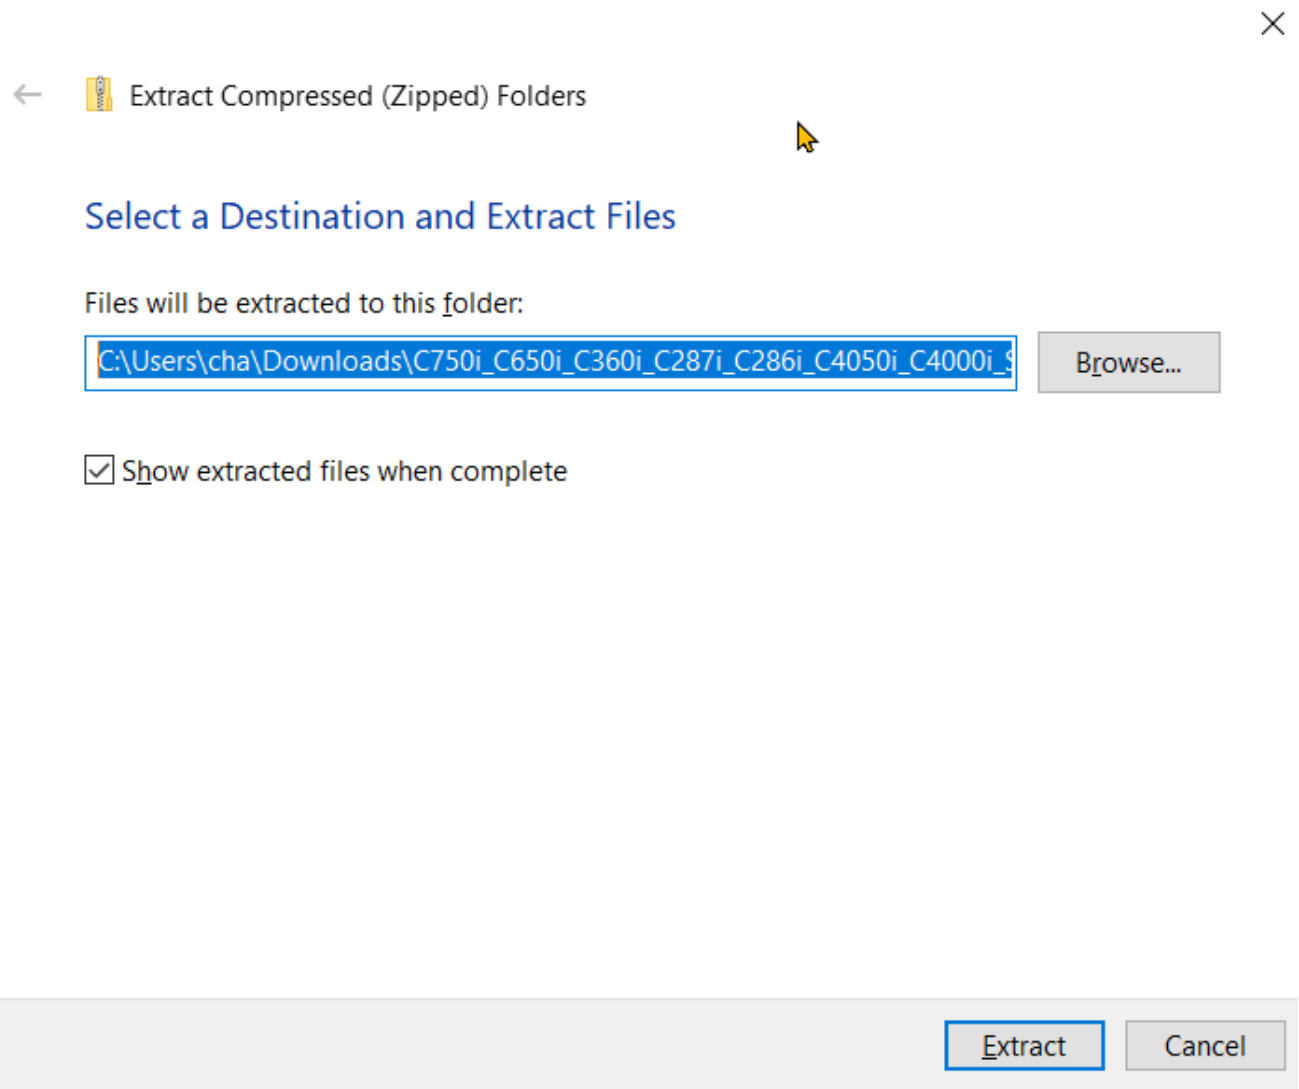 Extract Compressed (Zipped) Folders
Select a Destination and Extract Files
Files will be extracted to this folder:
C:\Users\cha\Downloads\C750i_C650i_C360i_C287i_C286i_C4050i_C4000i_S
Browse...
Show extracted files when complete
Extract
Cancel